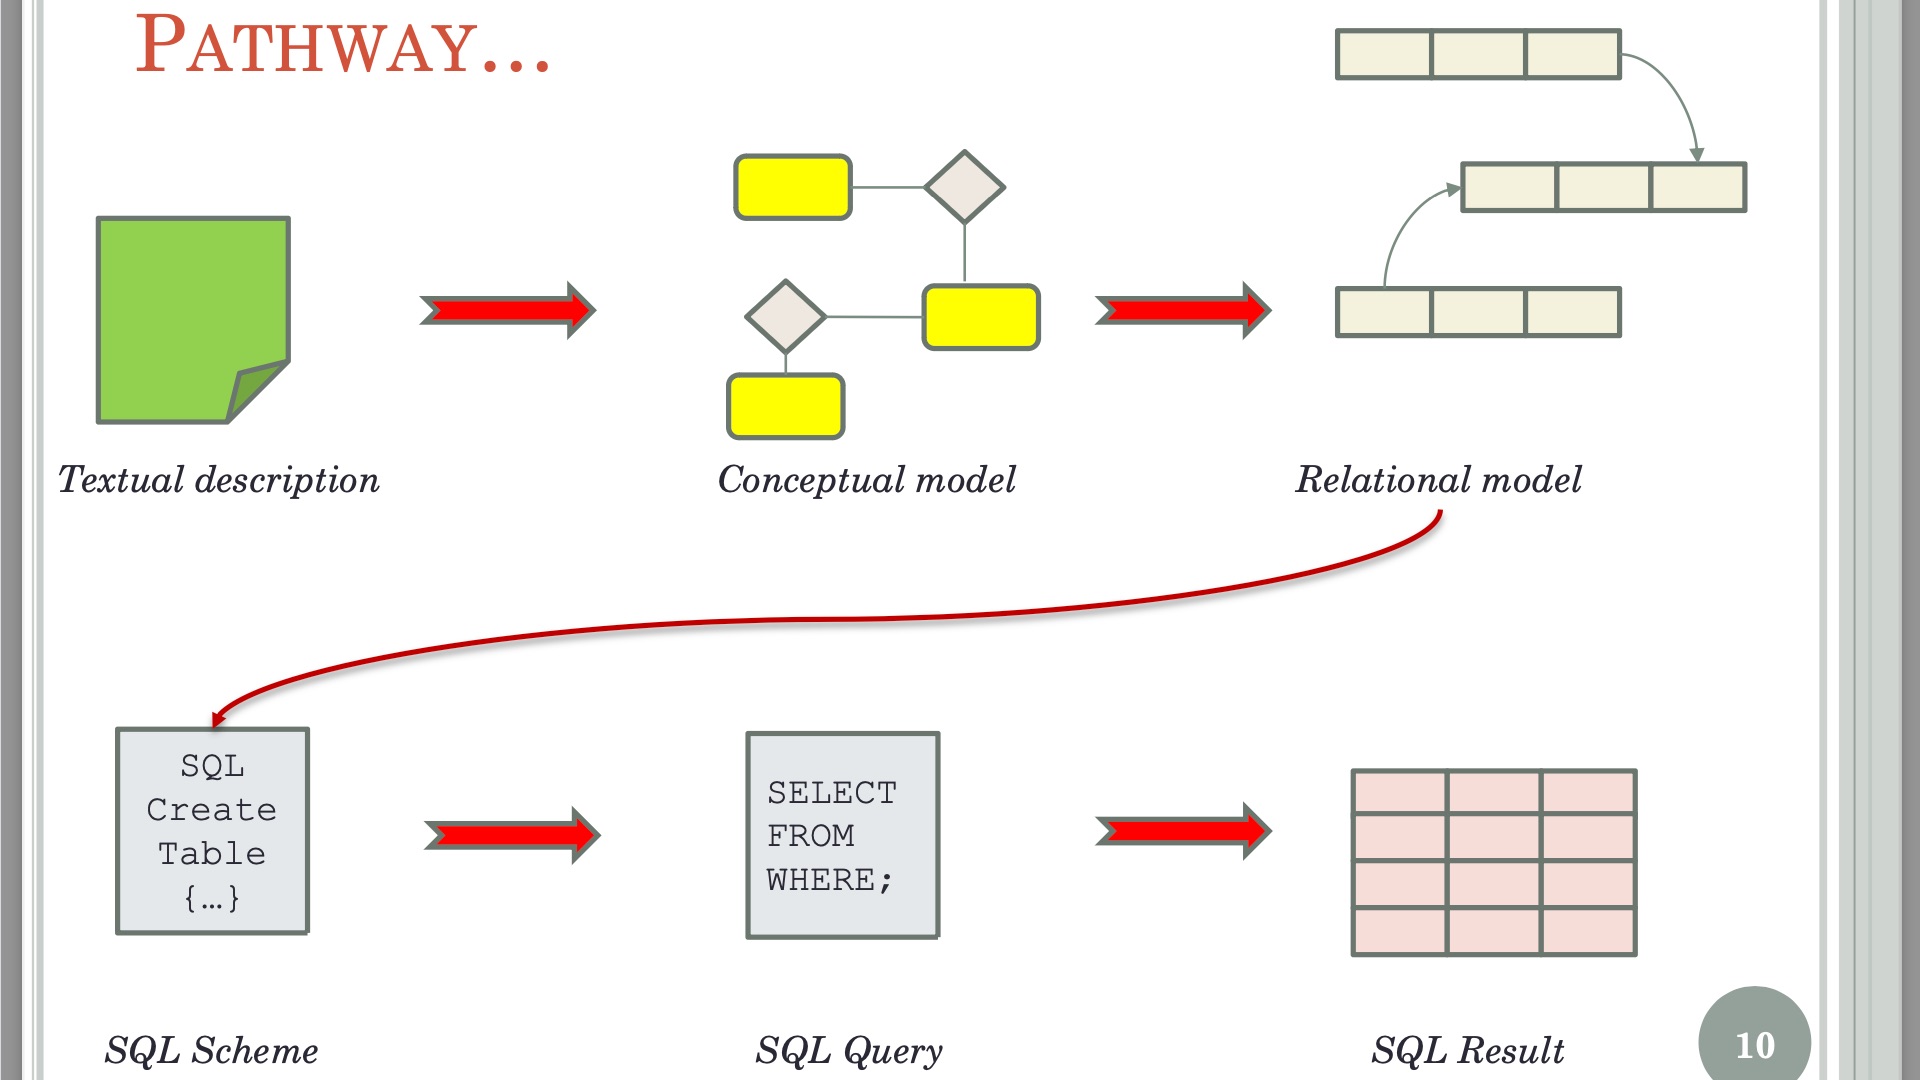 PATHWAY...
Textual description
Conceptual model
Relational model
SQL
Create
Table
{…}
SELECT
FROM
WHERE;
SQL Scheme
SQL Query
SQL Result
10